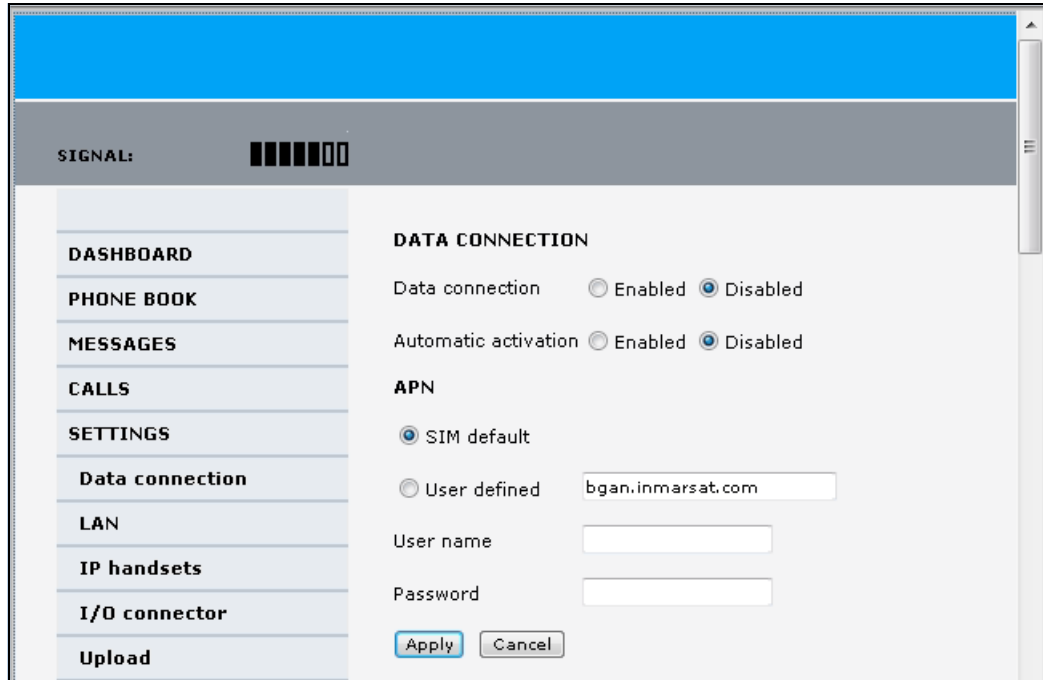 SIGNAL:
DASHBOARD
PHONE BOOK
MESSAGES
CALLS
SETTINGS
Data connection
LAN
IP handsets
I/O connector
Upload
DATA CONNECTION
Data connection Enabled Disabled
Automatic activation Enabled Disabled
APN
SIM default
User defined bgan.inmarsat.com
User name
Password
Apply Cancel